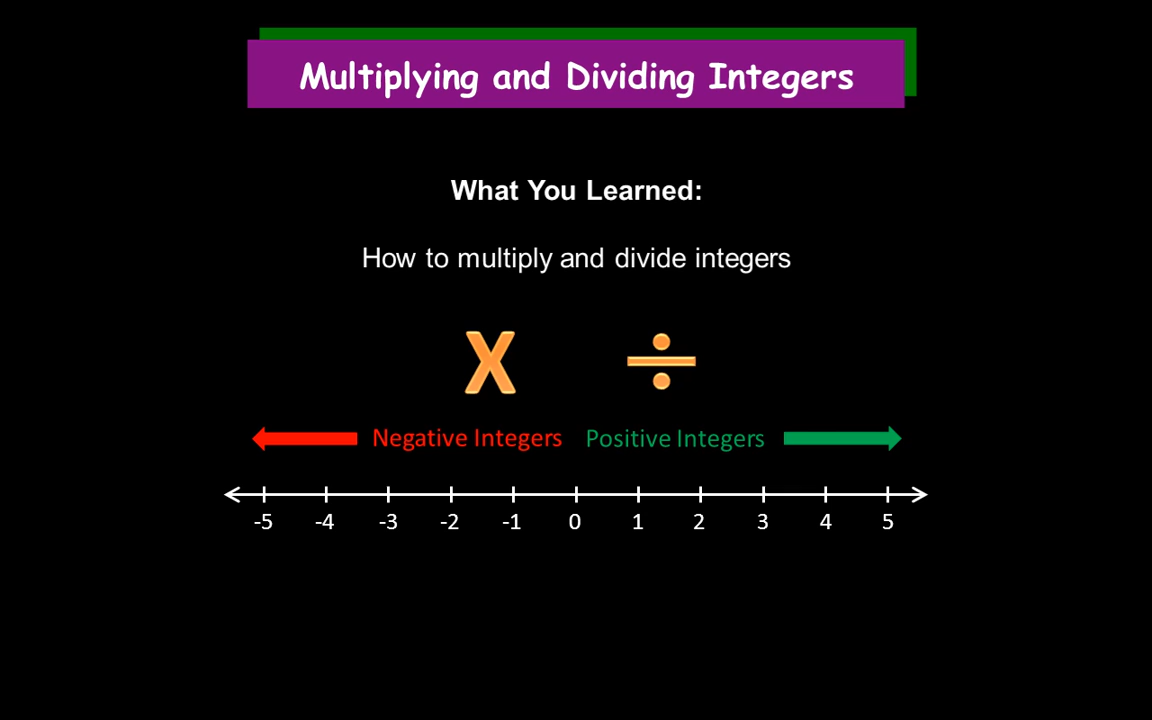 Multiplying and Dividing Integers
What You Learned:
How to multiply and divide integers
X ÷
Negative Integers Positive Integers
-5 -4 -3 -2 -1 0 1 2 3 4 5